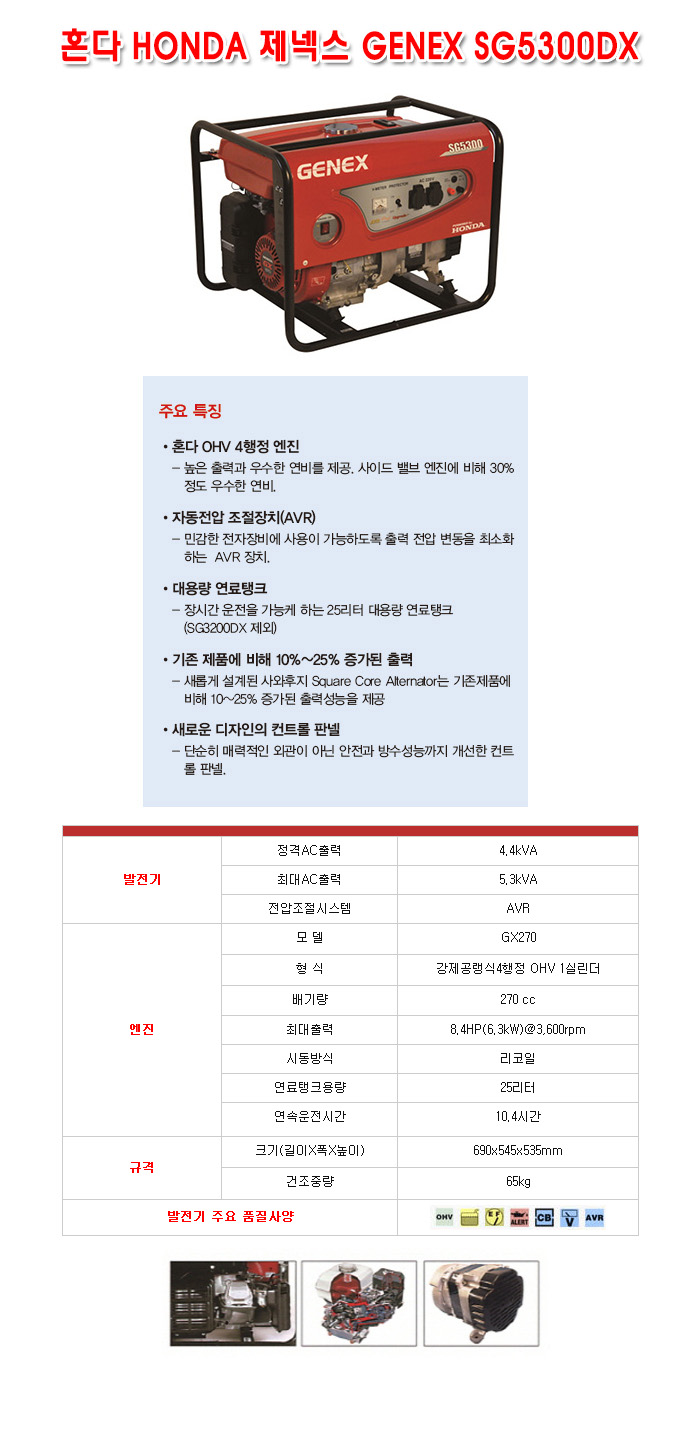 혼다 HONDA 제넥스 GENEX SG5300DX
GENEX
SG5300
V-METER PROTECTOR
AC 220V
POWERED by
HONDA
주요 특징
• 혼다 OHV 4행정 엔진
– 높은 출력과 우수한 연비를 제공. 사이드 밸브 엔진에 비해 30%
정도 우수한 연비.
• 자동전압 조절장치(AVR)
– 민감한 전자장비에 사용이 가능하도록 출력 전압 변동을 최소화
하는 AVR 장치.
• 대용량 연료탱크
– 장시간 운전을 가능케 하는 25리터 대용량 연료탱크
(SG3200DX 제외)
• 기존 제품에 비해 10%~25% 증가된 출력
– 새롭게 설계된 사와후지 Square Core Alternator는 기존제품에
비해 10~25% 증가된 출력성능을 제공
• 새로운 디자인의 컨트롤 판넬
– 단순히 매력적인 외관이 아닌 안전과 방수성능까지 개선한 컨트
롤 판넬.
발전기
정격AC출력 4.4kVA
최대AC출력 5.3kVA
전압조절시스템 AVR
엔진
모 델 GX270
형 식 강제공랭식4행정 OHV 1실린더
배기량 270 cc
최대출력 8.4HP(6.3kW)@3,600rpm
시동방식 리코일
연료탱크용량 25리터
연속운전시간 10.4시간
규격
크기(길이X폭X높이) 690x545x535mm
건조중량 65kg
발전기 주요 품질사양 OHV E F ALERT CB V AVR